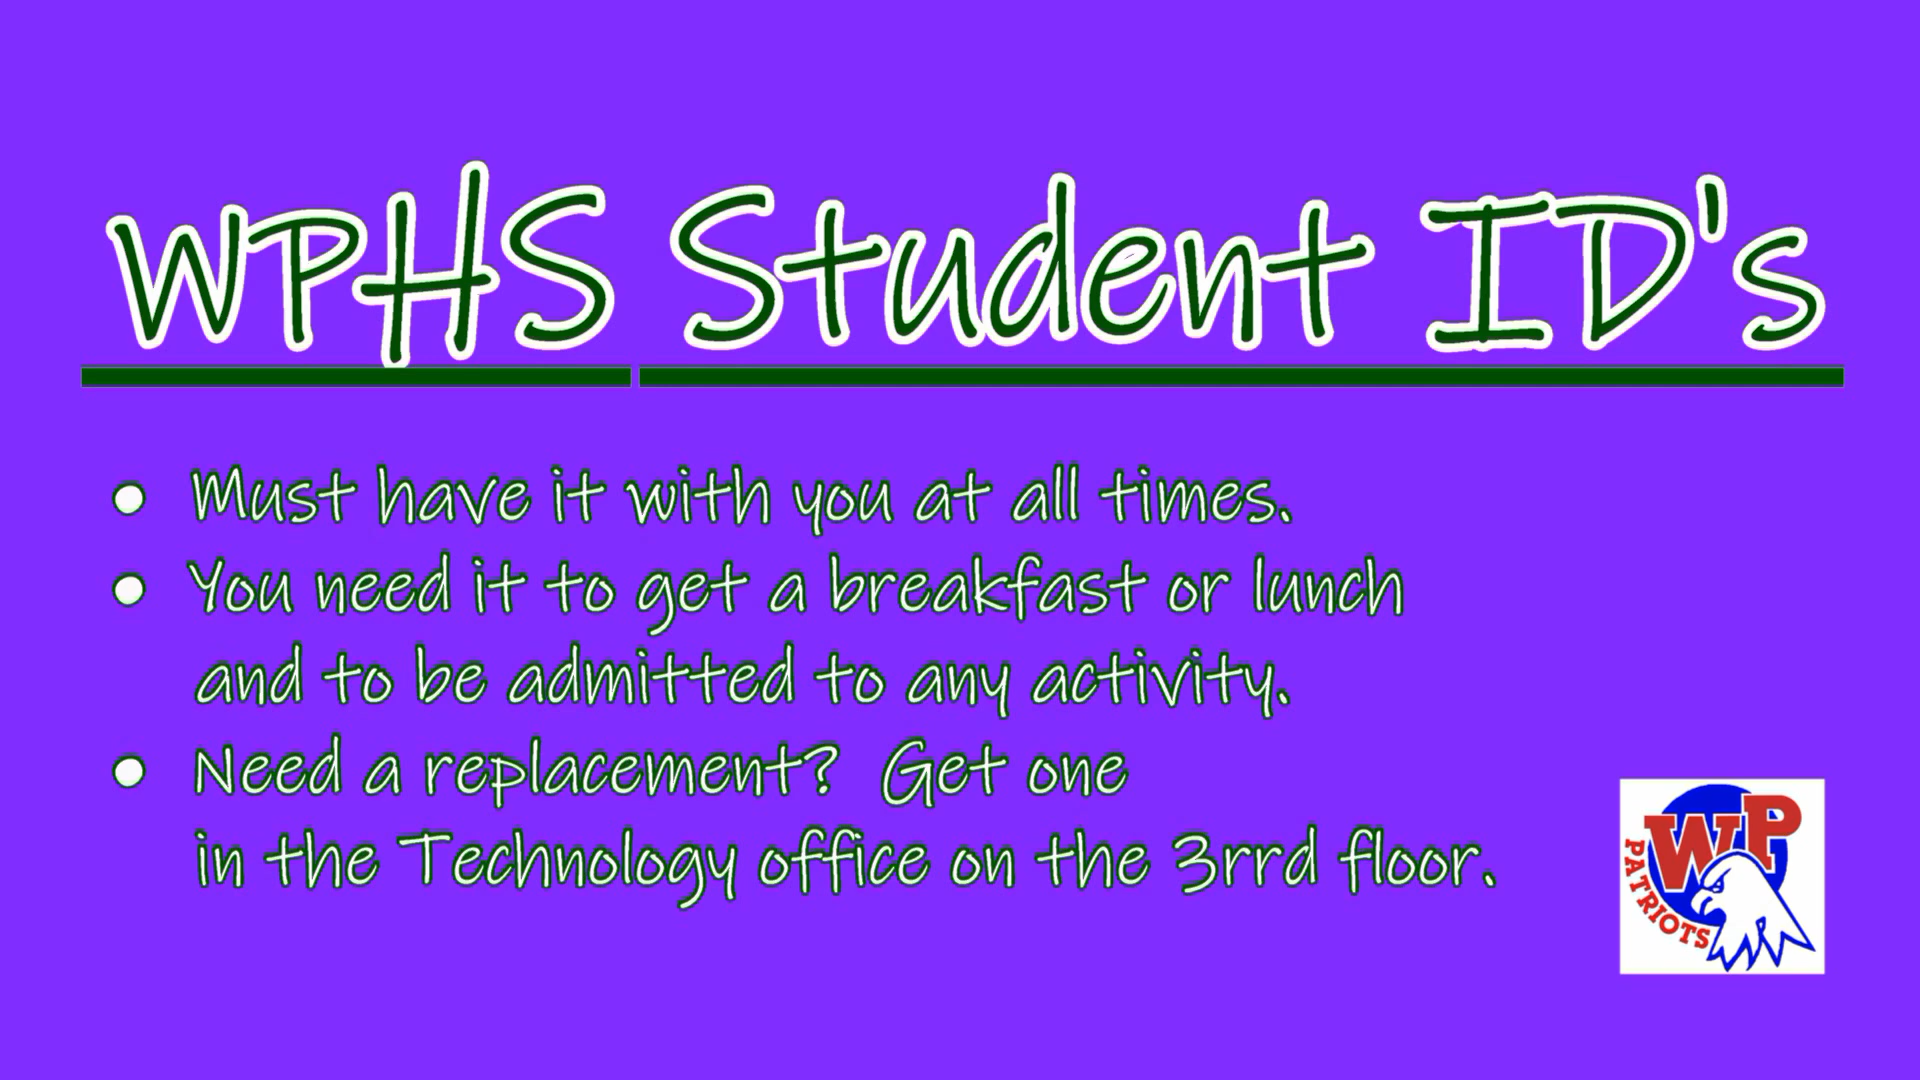 WPHS Student ID's
• Must have it with you at all times.
• You need it to get a breakfast or lunch
and to be admitted to any activity.
• Need a replacement?  Get one
in the Technology office on the 3rrd floor.
WP
PATRIOTS